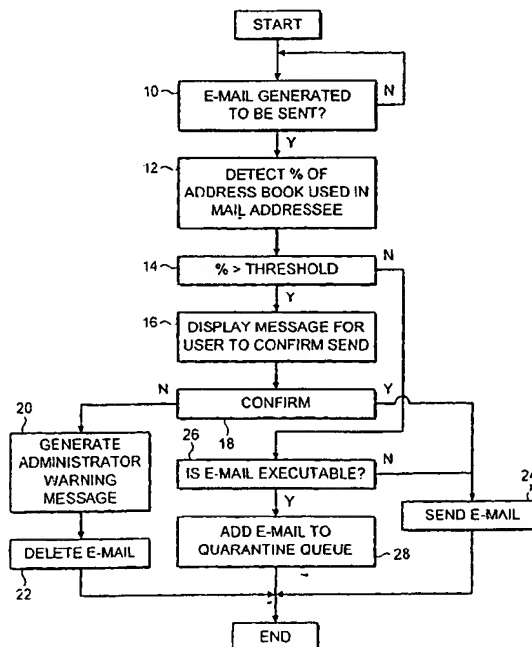 START
10
E-MAIL GENERATED
TO BE SENT?
N
Y
12
DETECT % OF
ADDRESS BOOK USED IN
MAIL ADDRESSEE
14
% > THRESHOLD
N
Y
16
DISPLAY MESSAGE FOR
USER TO CONFIRM SEND
N
CONFIRM
Y
18
20
GENERATE
ADMINISTRATOR
WARNING
MESSAGE
26
IS E-MAIL EXECUTABLE?
N
Y
24
SEND E-MAIL
DELETE E-MAIL
22
ADD E-MAIL TO
QUARANTINE QUEUE
28
END